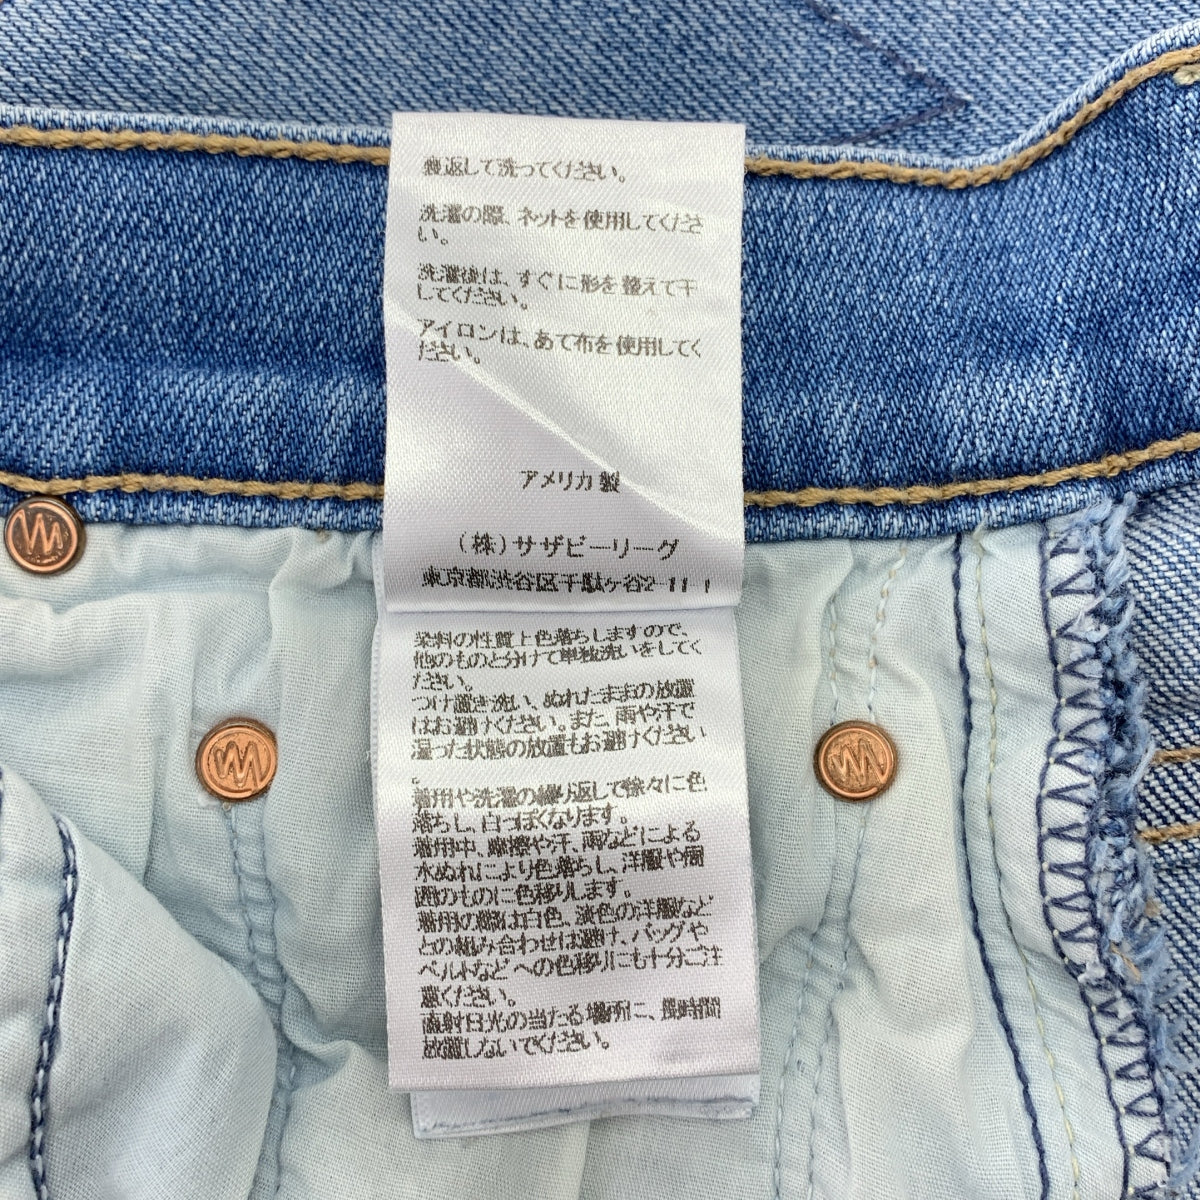 裏返して洗ってください。
洗濯の際、ネットを使用してくださ
い。
洗濯後は、すぐに形を整えて干
してください。
アイロンは、あて布を使用してく
ださい。
アメリカ製
(株)サザビーリーグ
東京都渋谷区千駄ヶ谷2-11-1
染料の性質上色落ちしますので、
他のものと分けて単独洗いをしてく
ださい。
つけ置き洗い、ぬれたままの放置
はお避けください。また、雨や汗で
湿った状態の放置もお避けください
。
着用や洗濯の繰り返しで徐々に色
落ちし、白っぽくなります。
着用中、摩擦や汗、雨などによる
水ぬれにより色落ちし、洋服や周
囲のものに色移りします。
着用の際は白色、淡色の洋服など
との組み合わせは避け、バッグや
ベルトなどへの色移りにも十分ご注
意ください。
直射日光の当たる場所に、長時間
放置しないでください。